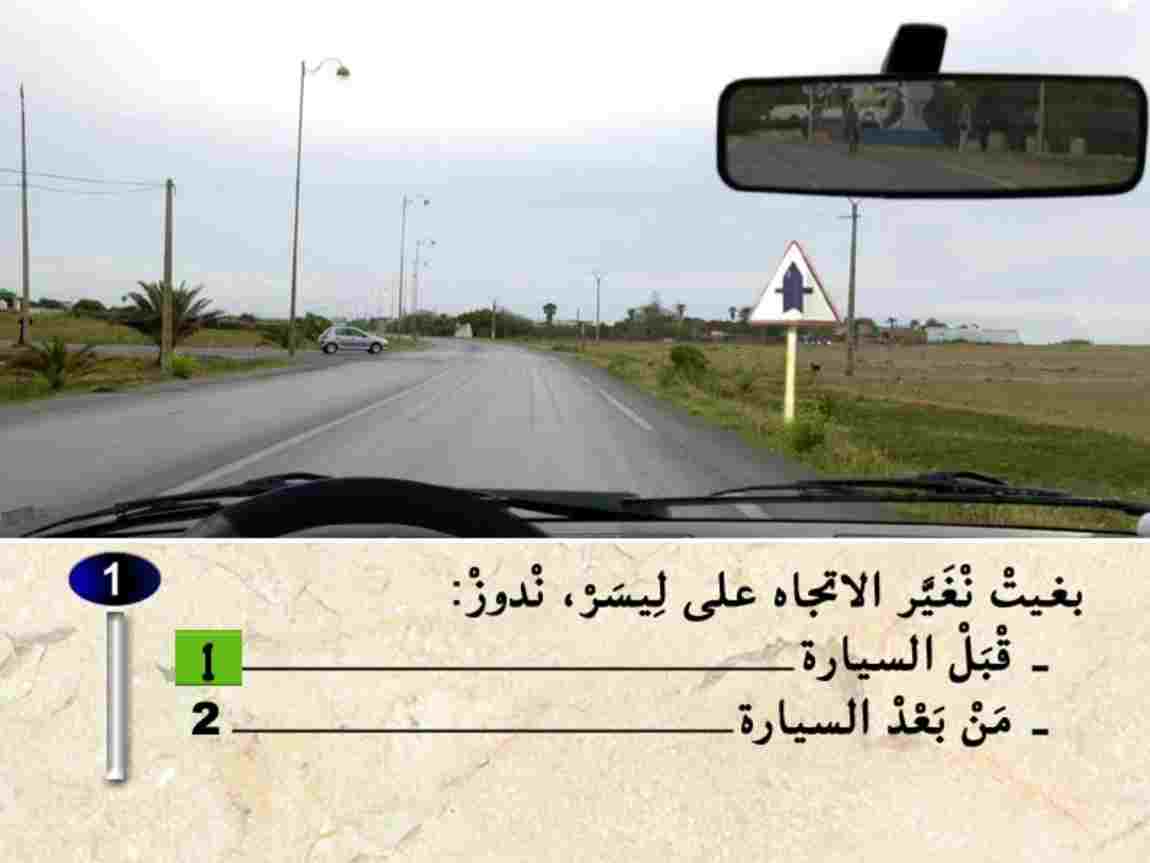 1
بغيتْ نْغَيَّر الاتجاه على لِيسَرْ، نْدوزْ:
- قْبَلْ السيارة 1
- مَنْ بَعْدْ السيارة 2